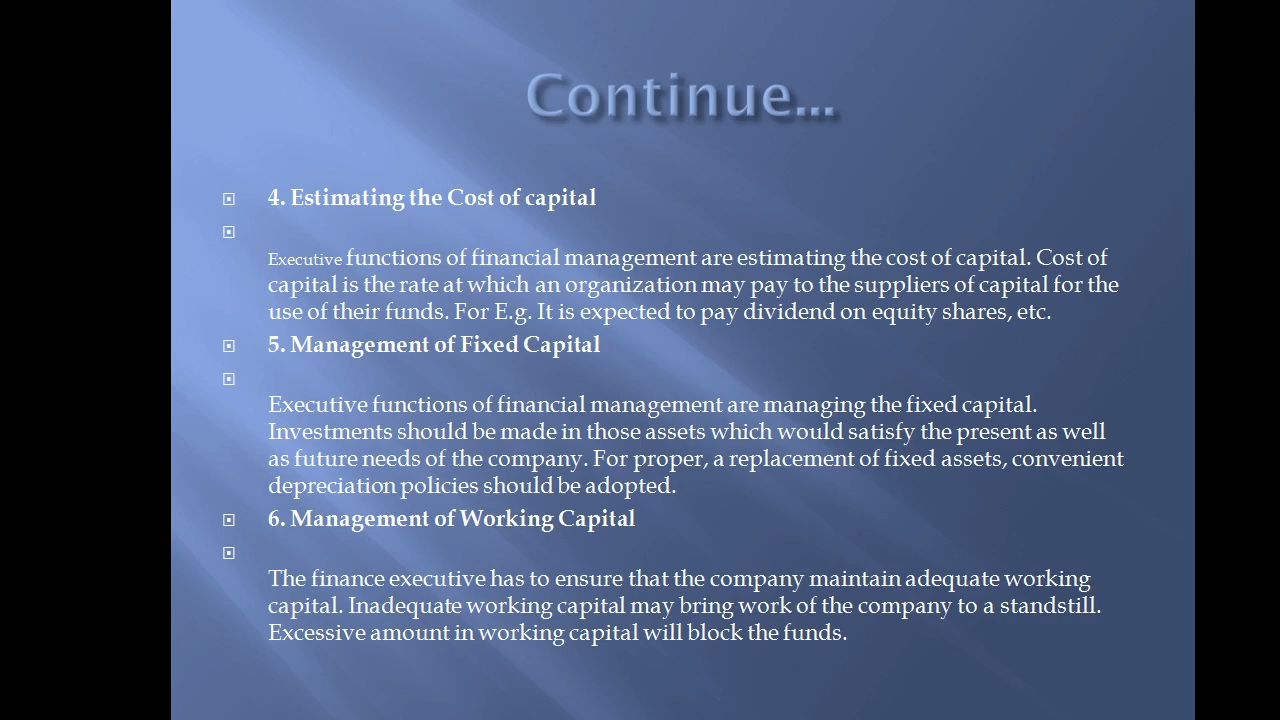 Continue...
4. Estimating the Cost of capital
Executive functions of financial management are estimating the cost of capital. Cost of
capital is the rate at which an organization may pay to the suppliers of capital for the
use of their funds. For E.g. It is expected to pay dividend on equity shares, etc.
5. Management of Fixed Capital
Executive functions of financial management are managing the fixed capital.
Investments should be made in those assets which would satisfy the present as well
as future needs of the company. For proper, a replacement of fixed assets, convenient
depreciation policies should be adopted.
6. Management of Working Capital
The finance executive has to ensure that the company maintain adequate working
capital. Inadequate working capital may bring work of the company to a standstill.
Excessive amount in working capital will block the funds.